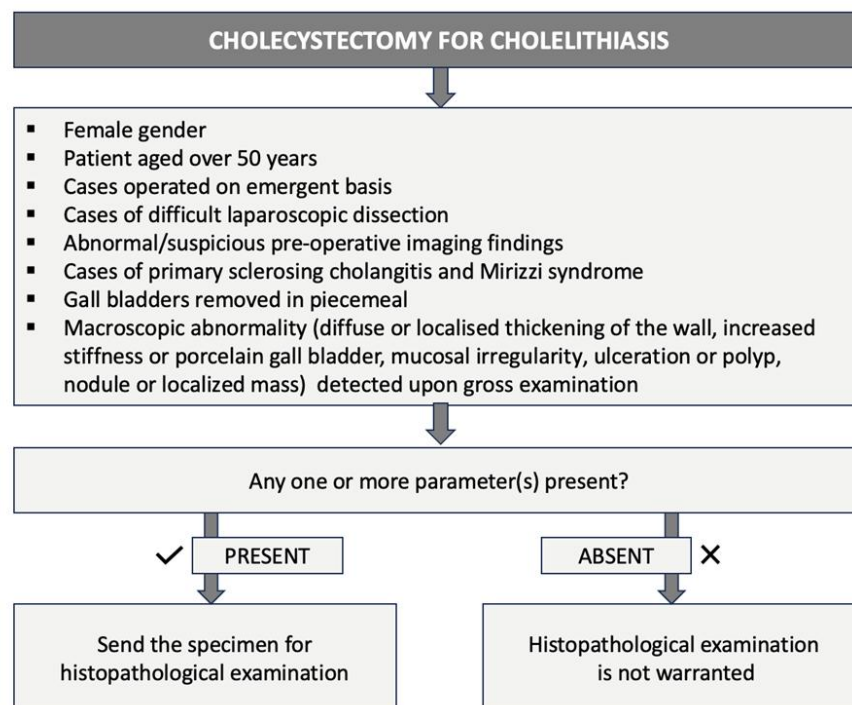 CHOLECYSTECTOMY FOR CHOLELITHIASIS
▪ Female gender
▪ Patient aged over 50 years
▪ Cases operated on emergent basis
▪ Cases of difficult laparoscopic dissection
▪ Abnormal/suspicious pre-operative imaging findings
▪ Cases of primary sclerosing cholangitis and Mirizzi syndrome
▪ Gall bladders removed in piecemeal
▪ Macroscopic abnormality (diffuse or localised thickening of the wall, increased
stiffness or porcelain gall bladder, mucosal irregularity, ulceration or polyp,
nodule or localized mass) detected upon gross examination
Any one or more parameter(s) present?
✓ PRESENT
ABSENT ✕
Send the specimen for
histopathological examination
Histopathological examination
is not warranted